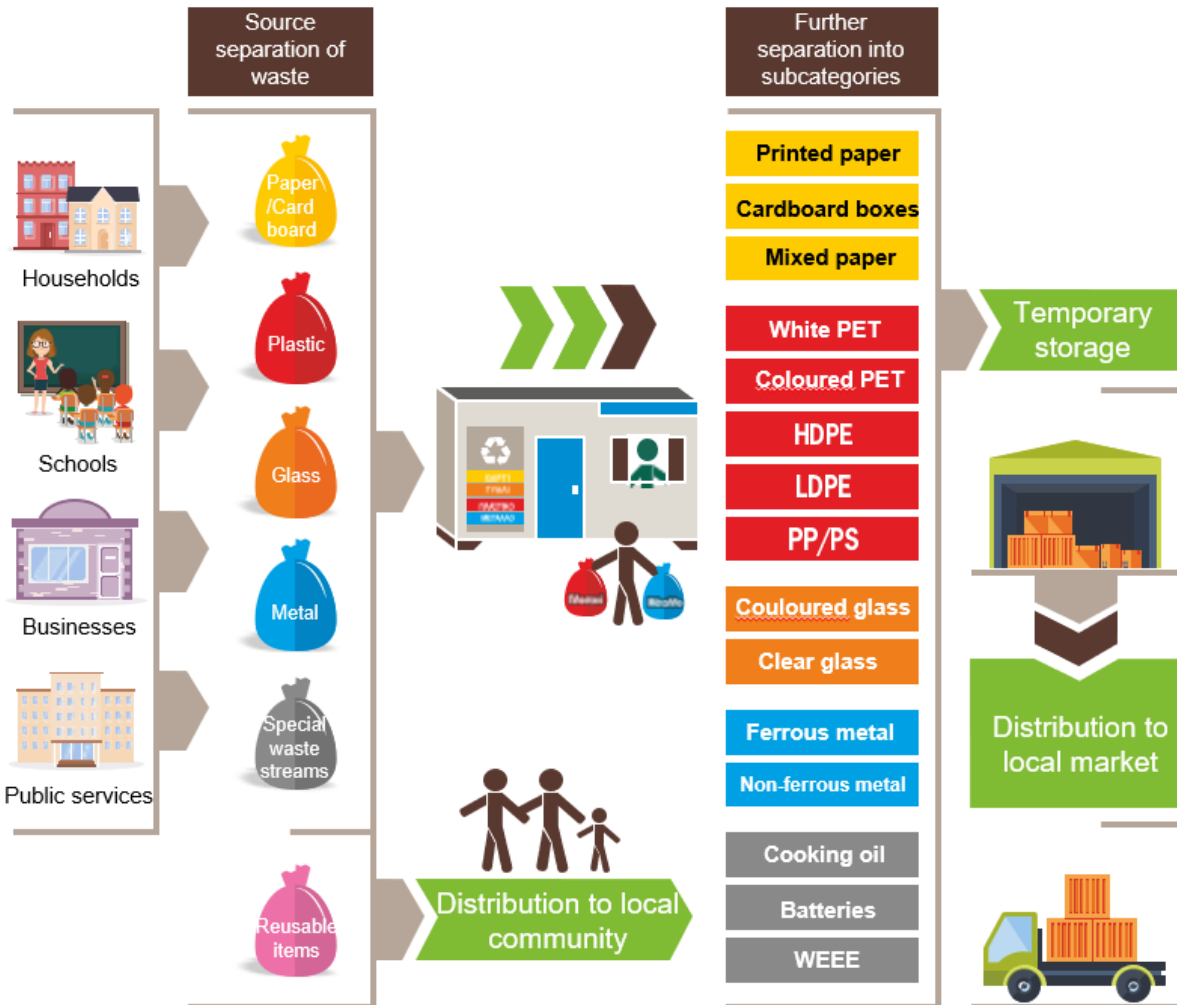 Source
separation of
waste
Further
separation into
subcategories
Households
Schools
Businesses
Public services
Paper
/Card
board
Plastic
Glass
Metal
Special
waste
streams
Reusable
items
Distribution to local
community
Printed paper
Cardboard boxes
Mixed paper
White PET
Coloured PET
HDPE
LDPE
PP/PS
Couloured glass
Clear glass
Ferrous metal
Non-ferrous metal
Cooking oil
Batteries
WEEE
Temporary
storage
Distribution to
local market